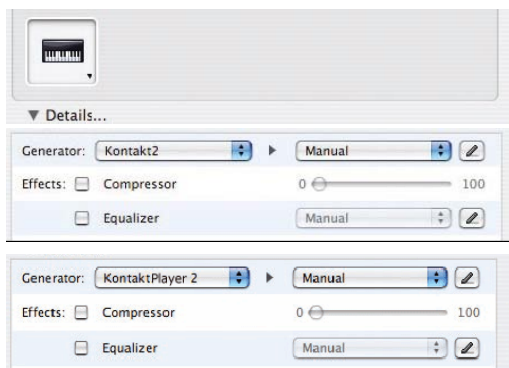 ▼ Details...
Generator: Kontakt2 Manual
Effects: Compressor 0 100
Equalizer Manual
Generator: KontaktPlayer 2 Manual
Effects: Compressor 0 100
Equalizer Manual